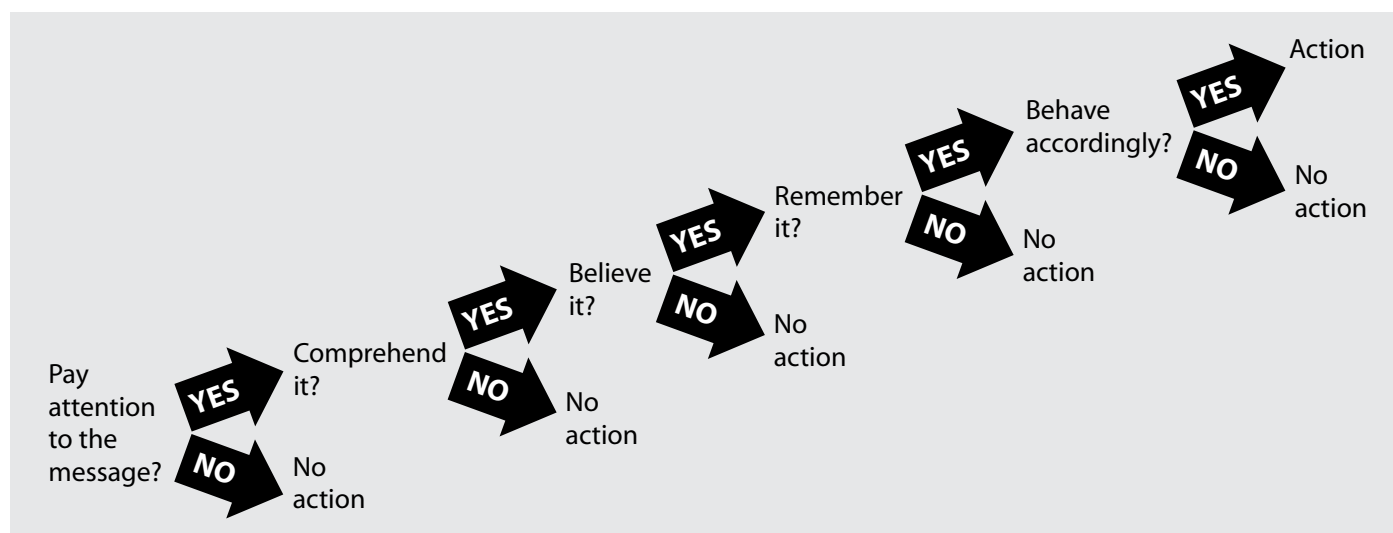 Pay
attention
to the
message?
YES
NO
Comprehend
it?
No
action
YES
NO
Believe
it?
No
action
YES
NO
Remember
it?
No
action
YES
NO
Behave
accordingly?
No
action
YES
NO
Action
No
action